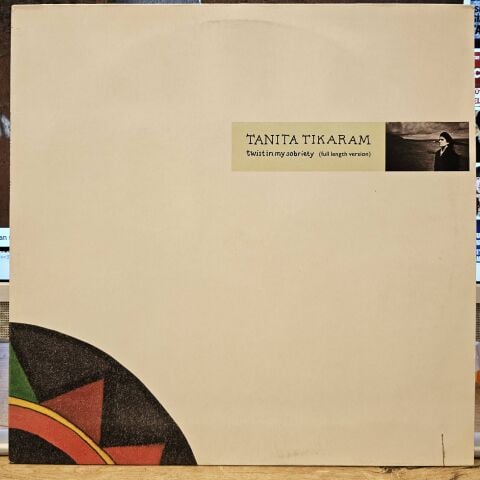 TANITA TIKARAM
twist in my sobriety (full length version)